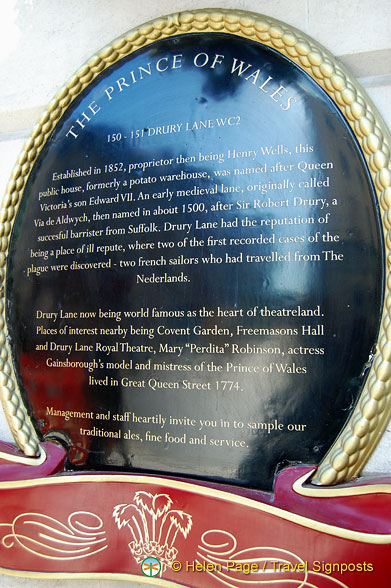 THE PRINCE OF WALES
150 - 151 DRURY LANE WC2
Established in 1852, proprietor then being Henry Wells, this
public house, formerly a potato warehouse, was named after Queen
Victoria's son Edward VII. An early medieval lane, originally called
Via de Aldwych, then named in about 1500, after Sir Robert Drury, a
succesful barrister from Suffolk. Drury Lane had the reputation of
being a place of ill repute, where two of the first recorded cases of the
plague were discovered - two french sailors who had travelled from The
Nederlands.
Drury Lane now being world famous as the heart of theatreland.
Places of interest nearby being Covent Garden, Freemasons Hall
and Drury Lane Royal Theatre, Mary "Perdita" Robinson, actress
Gainsborough's model and mistress of the Prince of Wales
lived in Great Queen Street 1774.
Management and staff heartily invite you in to sample our
traditional ales, fine food and service.
© Helen Page / Travel Signposts